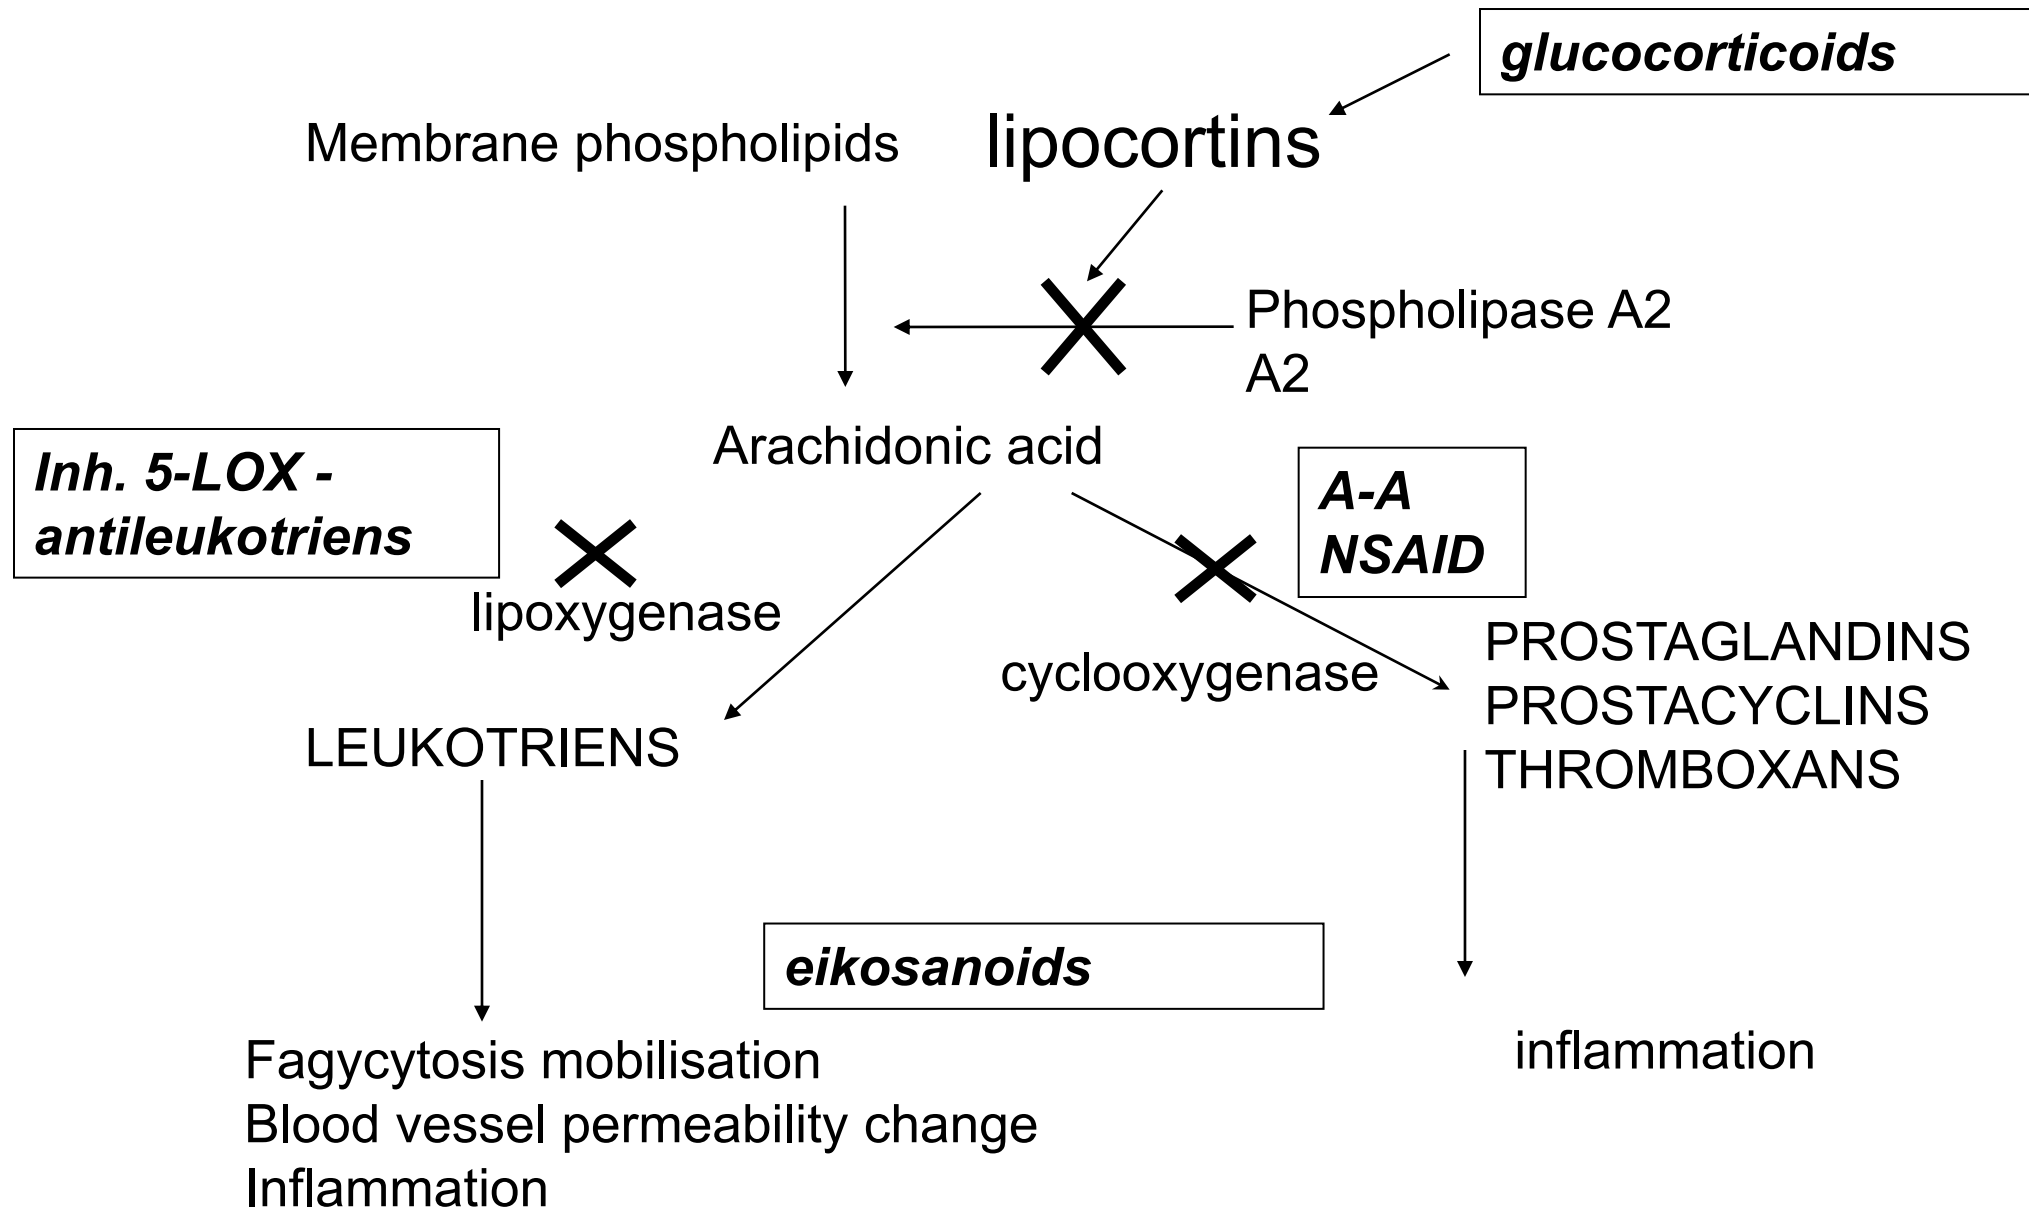 glucocorticoids
Membrane phospholipids
lipocortins
Phospholipase A2
A2
Arachidonic acid
Inh. 5-LOX -
antileukotriens
A-A
NSAID
lipoxygenase
cyclooxygenase
PROSTAGLANDINS
PROSTACYCLINS
THROMBOXANS
LEUKOTRIENS
eikosanoids
Fagycytosis mobilisation
Blood vessel permeability change
Inflammation
inflammation